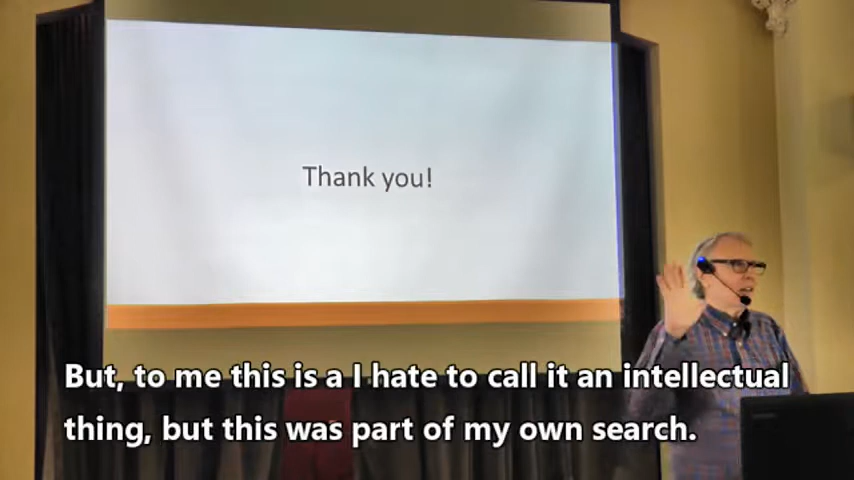 Thank you!
But, to me this is a I hate to call it an intellectual
thing, but this was part of my own search.